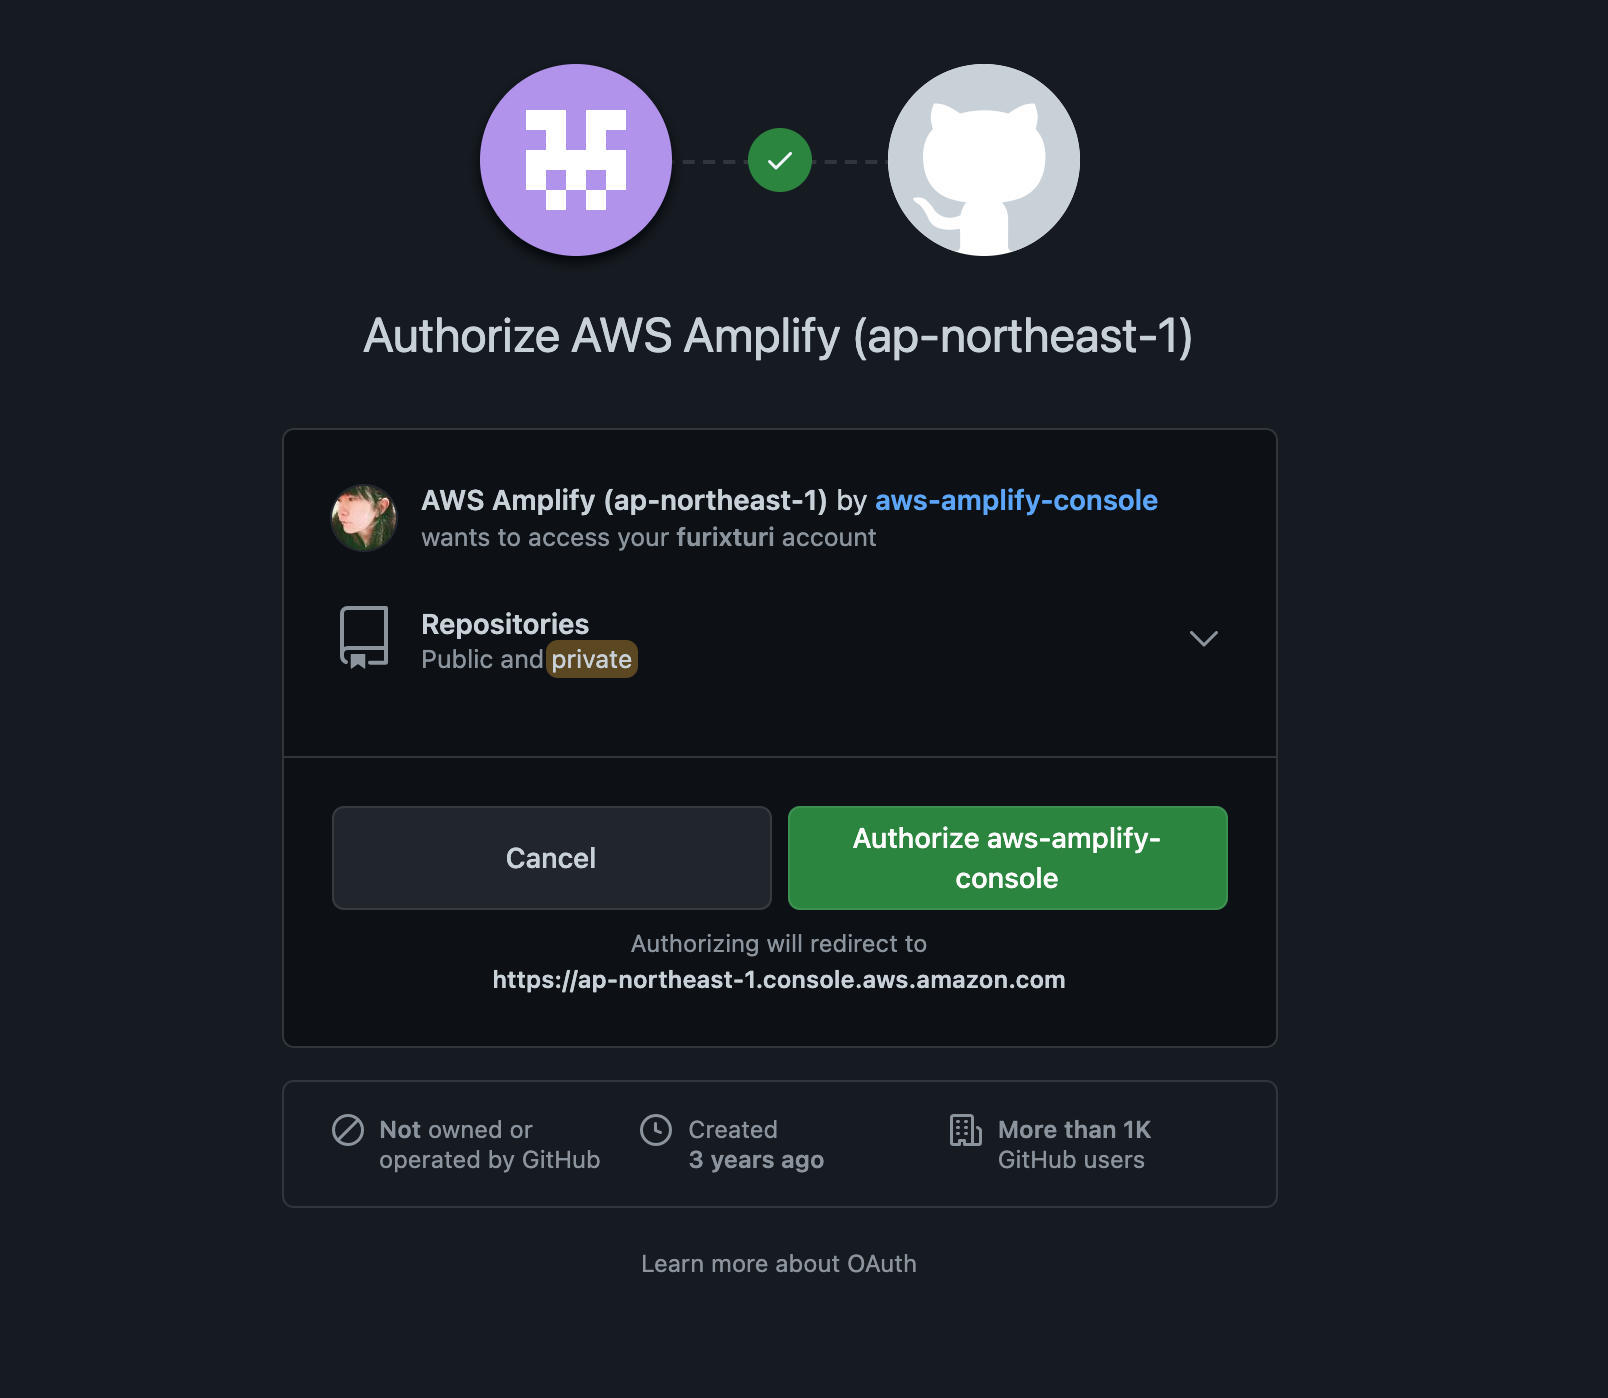 Authorize AWS Amplify (ap-northeast-1)
AWS Amplify (ap-northeast-1) by aws-amplify-console
wants to access your furixturi account
Repositories
Public and private
Cancel
Authorize aws-amplify-
console
Authorizing will redirect to
https://ap-northeast-1.console.aws.amazon.com
Not owned or
operated by GitHub
Created
3 years ago
More than 1K
GitHub users
Learn more about OAuth